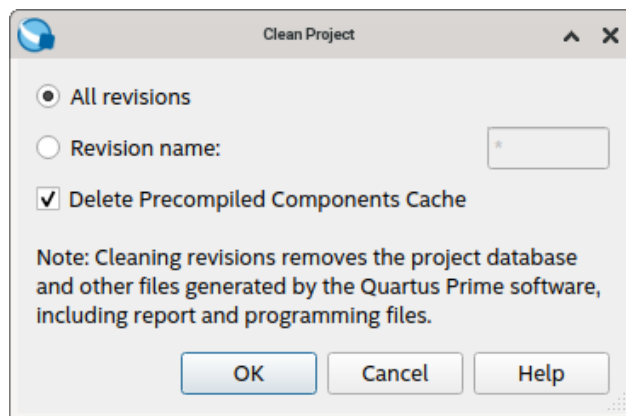 Clean Project
All revisions
Revision name:
*
Delete Precompiled Components Cache
Note: Cleaning revisions removes the project database
and other files generated by the Quartus Prime software,
including report and programming files.
OK Cancel Help